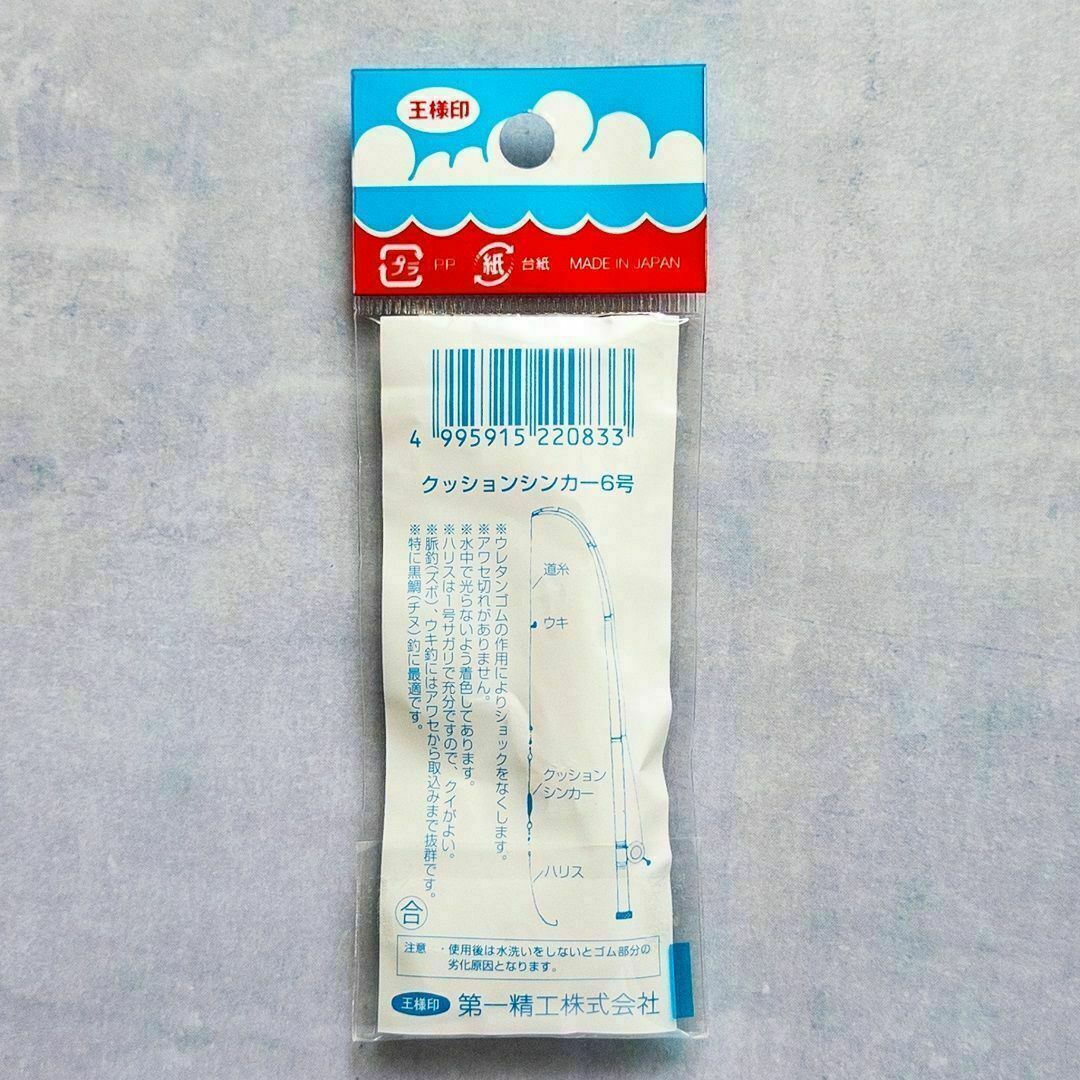 王様印
プラ PP 紙 台紙 MADE IN JAPAN
4 995915 220833
クッションシンカー6号
※ウレタンゴムの作用によりショックをなくします。
※アワセ切れがありません。
※水中で光らないよう着色してあります。
※ハリスは1号サガリで充分ですので、クイがよい。
※脈釣(ズボ)、ウキ釣にはアワセから取込みまで抜群です。
※特に黒鯛(チヌ)釣に最適です。
道糸
ウキ
クッション
シンカー
ハリス
合
注意 ・使用後は水洗いをしないとゴム部分の
劣化原因となります。
王様印 第一精工株式会社